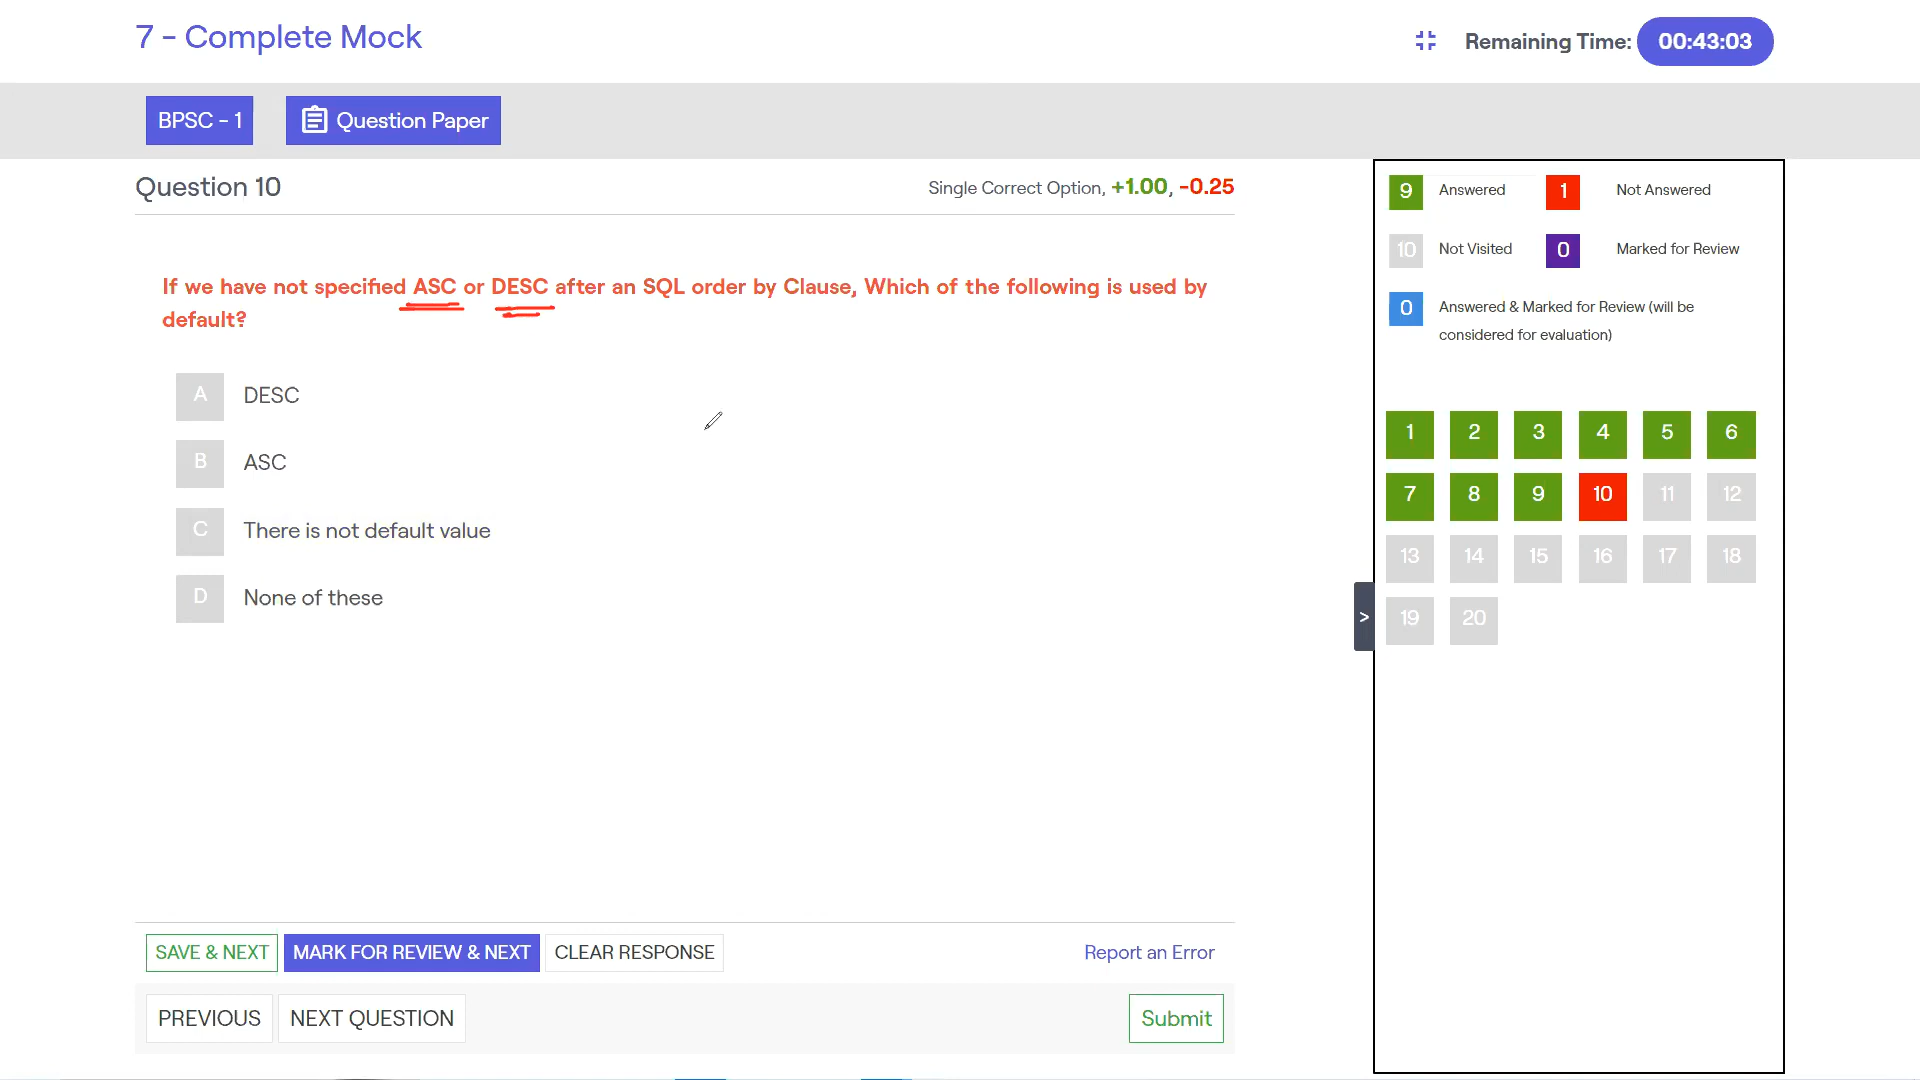 7 - Complete Mock
Remaining Time: 00:43:03
BPSC - 1
Question Paper
Question 10
Single Correct Option, +1.00, -0.25
If we have not specified ASC or DESC after an SQL order by Clause, Which of the following is used by
default?
A DESC
B ASC
C There is not default value
D None of these
SAVE & NEXT
MARK FOR REVIEW & NEXT
CLEAR RESPONSE
Report an Error
PREVIOUS
NEXT QUESTION
Submit
9 Answered
1 Not Answered
10 Not Visited
0 Marked for Review
0 Answered & Marked for Review (will be
considered for evaluation)
1 2 3 4 5 6
7 8 9 10 11 12
13 14 15 16 17 18
19 20
>